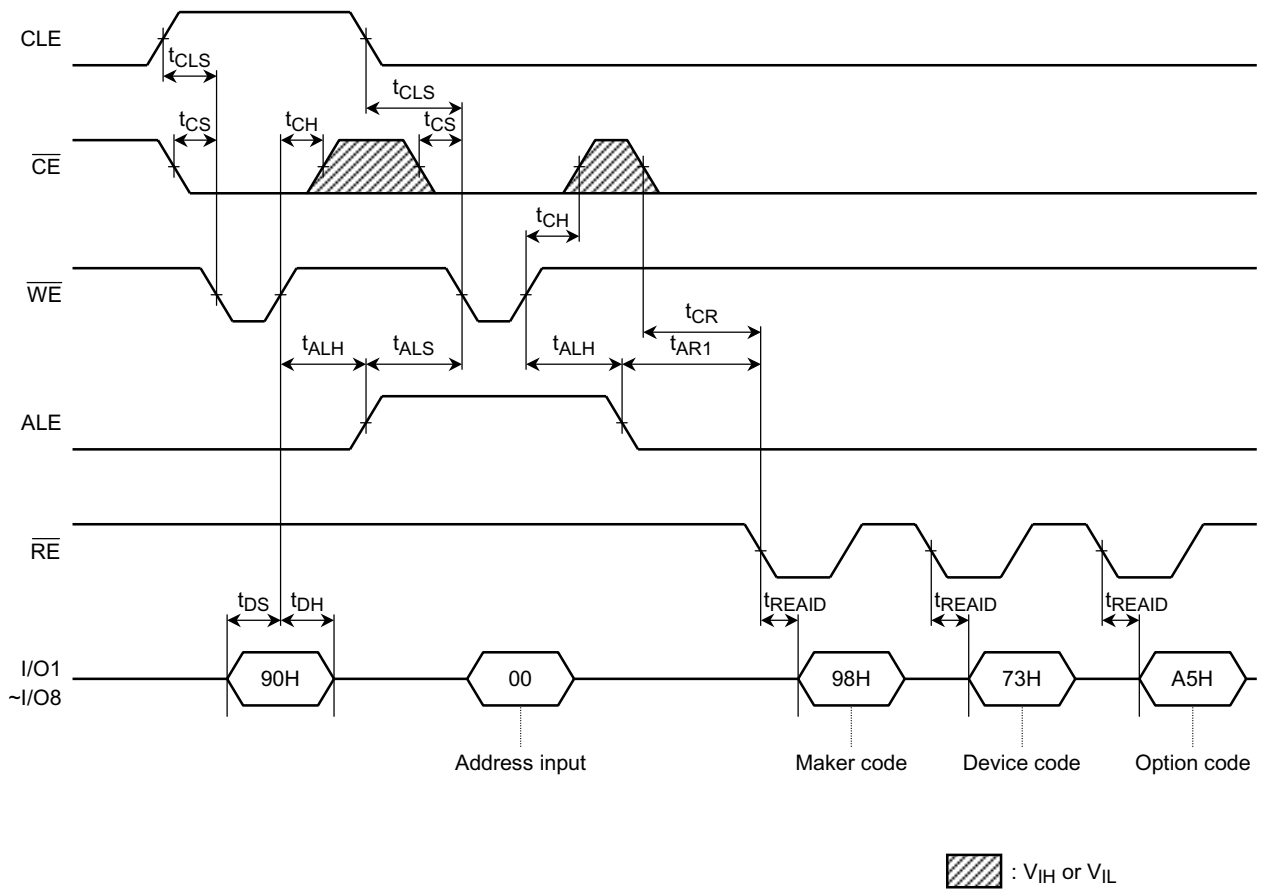 CLE
tCLS
tCLS
tCS
tCH
tCS
CE
tCH
WE
tCR
tALH
tALS
tALH
tAR1
ALE
RE
tDS
tDH
tREAID
tREAID
tREAID
I/O1
~I/O8
90H
00
98H
73H
A5H
Address input
Maker code
Device code
Option code
: VIH or VIL